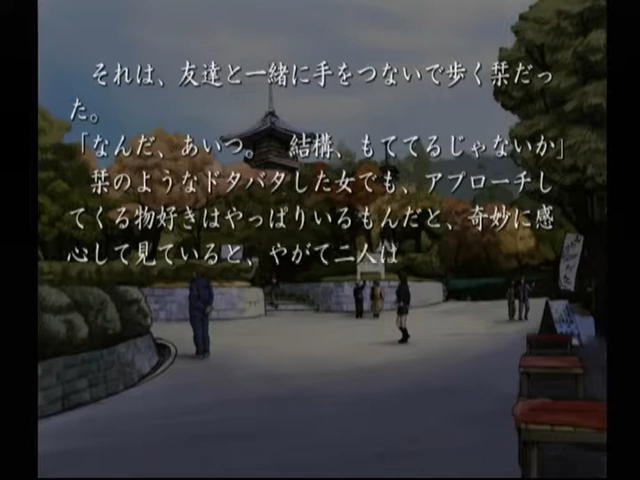 それは、友達と一緒に手をつないで歩く栞だっ
た。
「なんだ、あいつ。　結構、もててるじゃないか」
　栞のようなドタバタした女でも、アプローチし
てくる物好きはやっぱりいるもんだと、奇妙に感
心して見ていると、やがて二人は